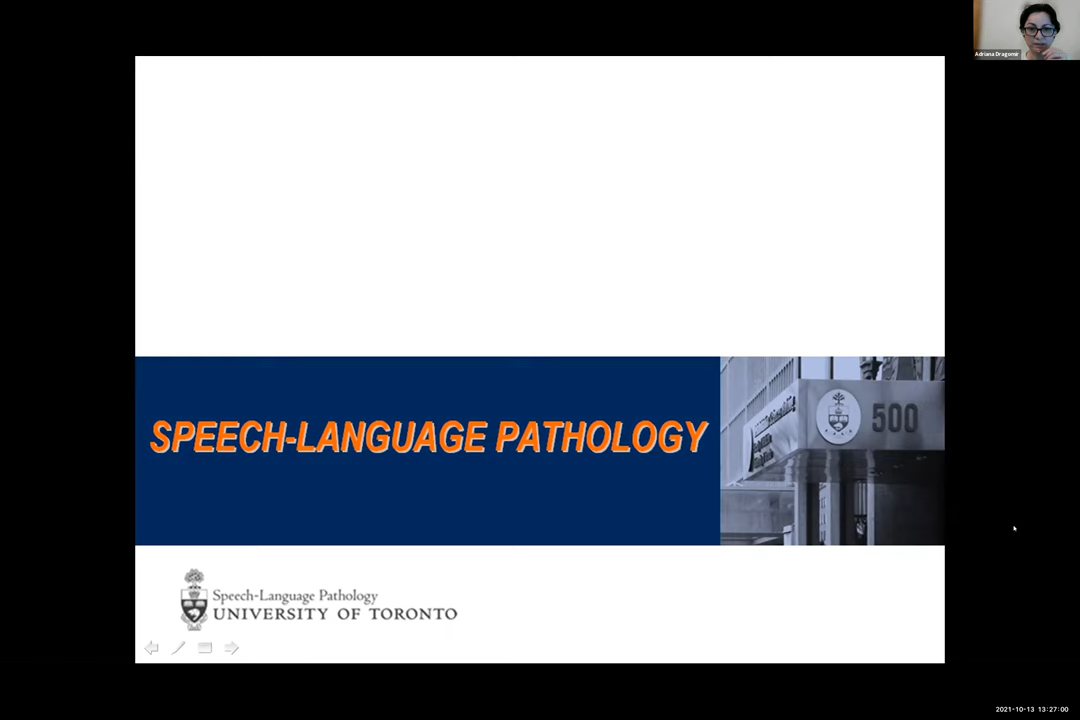 Adriana Dragomir
SPEECH-LANGUAGE PATHOLOGY
500
Speech-Language Pathology
UNIVERSITY OF TORONTO
2021-10-13 13:27:00